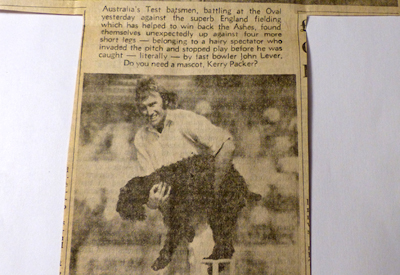 Australia's Test batsmen, battling at the Oval
yesterday against the superb England fielding
which has helped to win back the Ashes, found
themselves unexpectedly up against four more
short legs — belonging to a hairy spectator who
invaded the pitch and stopped play before he was
caught — literally — by last bowler John Lever.
Do you need a mascot, Kerry Packer?